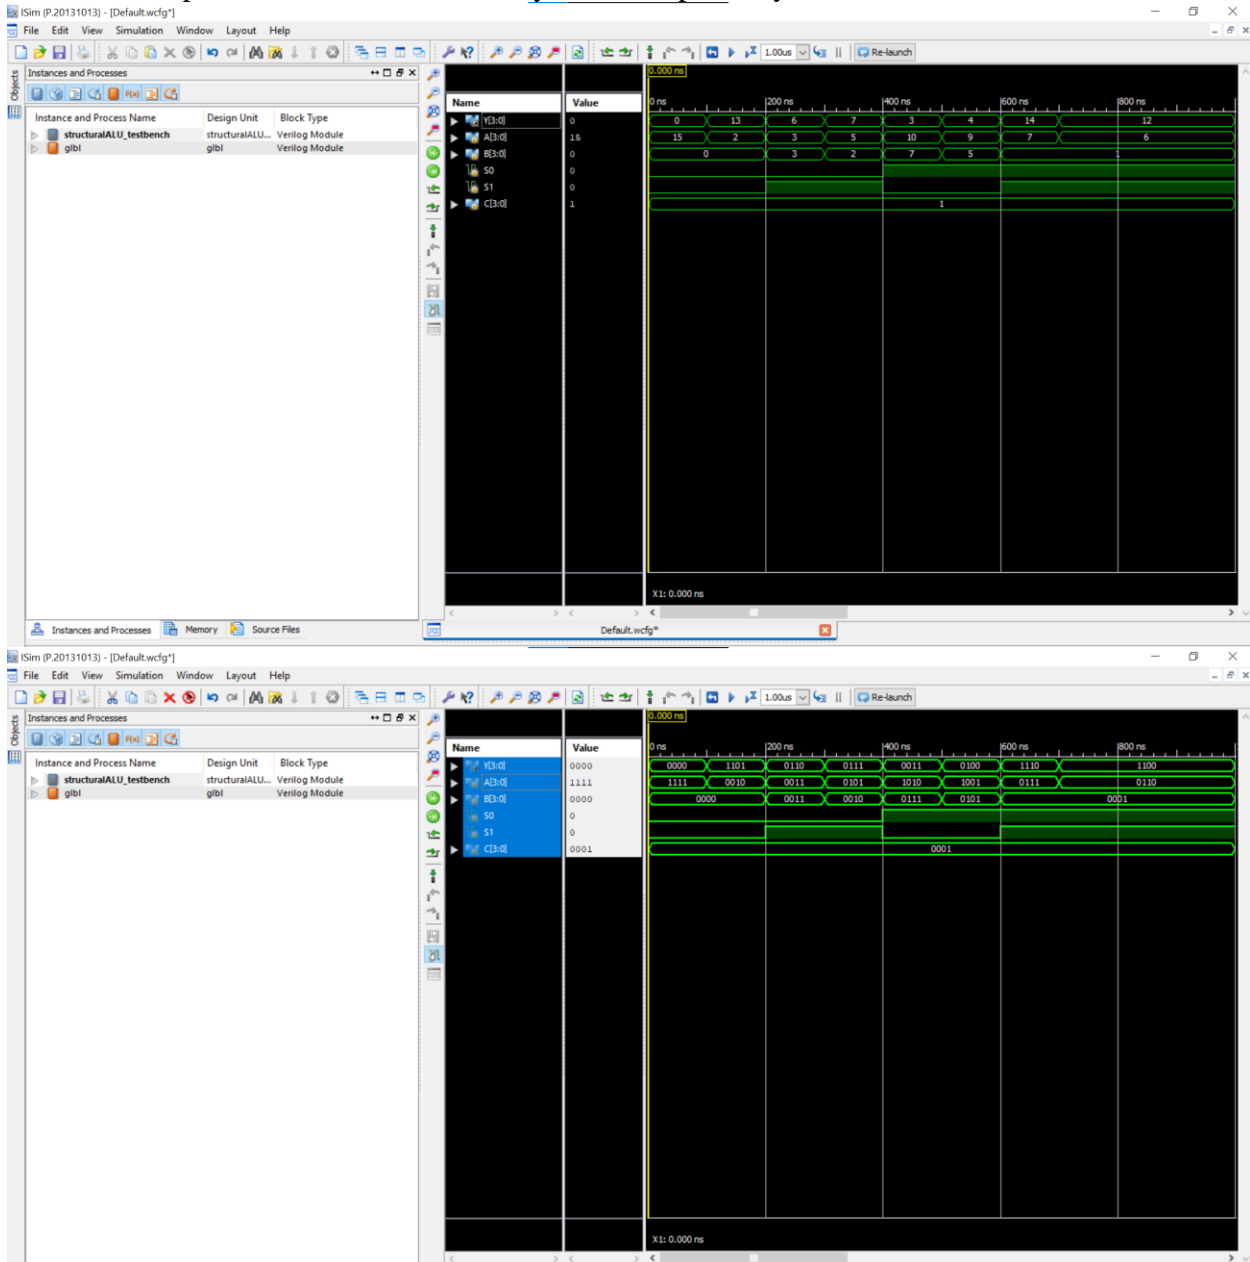 ISim (P.20131013) - [Default.wcfg*]
File Edit View Simulation Window Layout Help
1.00us Re-launch
Objects
Instances and Processes
Instance and Process Name Design Unit Block Type
structuralALU_testbench structuralALU... Verilog Module
glbl glbl Verilog Module
0.000 ns
Name Value 0 ns 200 ns 400 ns 600 ns 800 ns
Y[3:0] 0 0 13 6 7 3 4 14 12
A[3:0] 15 15 2 3 5 10 9 7 6
B[3:0] 0 0 3 2 7 5 1
S0 0
S1 0
C[3:0] 1 1
X1: 0.000 ns
Instances and Processes Memory Source Files Default.wcfg*
ISim (P.20131013) - [Default.wcfg*]
File Edit View Simulation Window Layout Help
1.00us Re-launch
Objects
Instances and Processes
Instance and Process Name Design Unit Block Type
structuralALU_testbench structuralALU... Verilog Module
glbl glbl Verilog Module
0.000 ns
Name Value 0 ns 200 ns 400 ns 600 ns 800 ns
Y[3:0] 0000 0000 1101 0110 0111 0011 0100 1110 1100
A[3:0] 1111 1111 0010 0011 0101 1010 1001 0111 0110
B[3:0] 0000 0000 0011 0010 0111 0101 0001
S0 0
S1 0
C[3:0] 0001 0001
X1: 0.000 ns